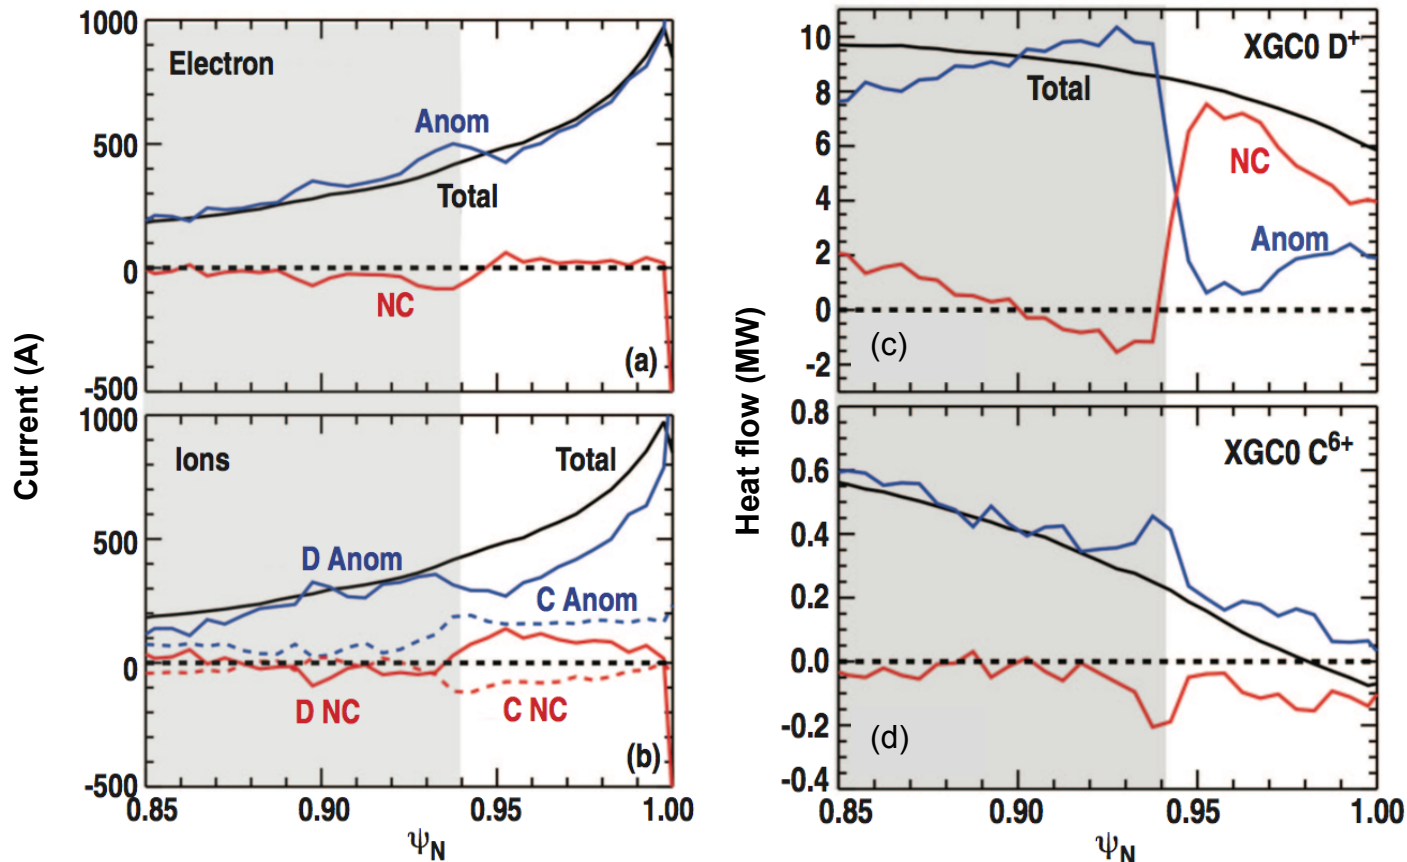 Current (A)
1000
500
0
-500
Electron
Anom
Total
NC
(a)
1000
500
0
-500
Ions
Total
D Anom
C Anom
D NC
C NC
(b)
0.85
0.90
0.95
1.00
ψN
Heat flow (MW)
10
8
6
4
2
0
-2
XGC0 D+
Total
NC
Anom
(c)
0.8
0.6
0.4
0.2
0.0
-0.2
-0.4
XGC0 C6+
(d)
0.85
0.90
0.95
1.00
ψN